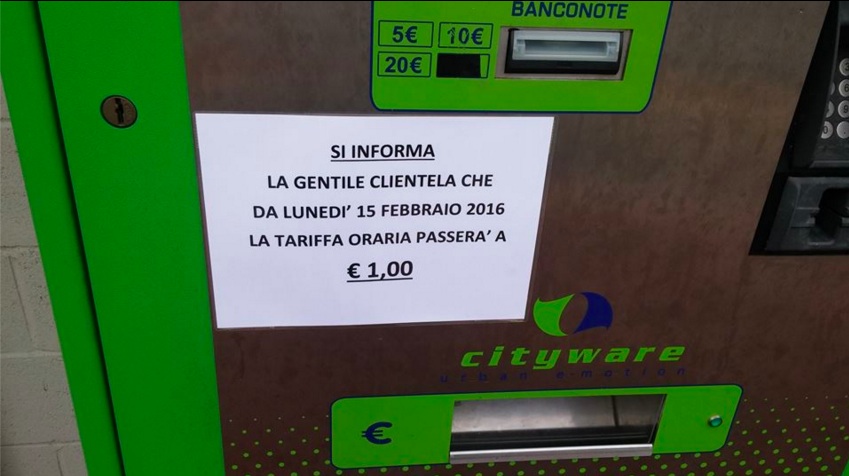 BANCONOTE
5€ 10€
20€
SI INFORMA
LA GENTILE CLIENTELA CHE
DA LUNEDI’ 15 FEBBRAIO 2016
LA TARIFFA ORARIA PASSERA’ A
€ 1,00
cityware
urban e-motion
€